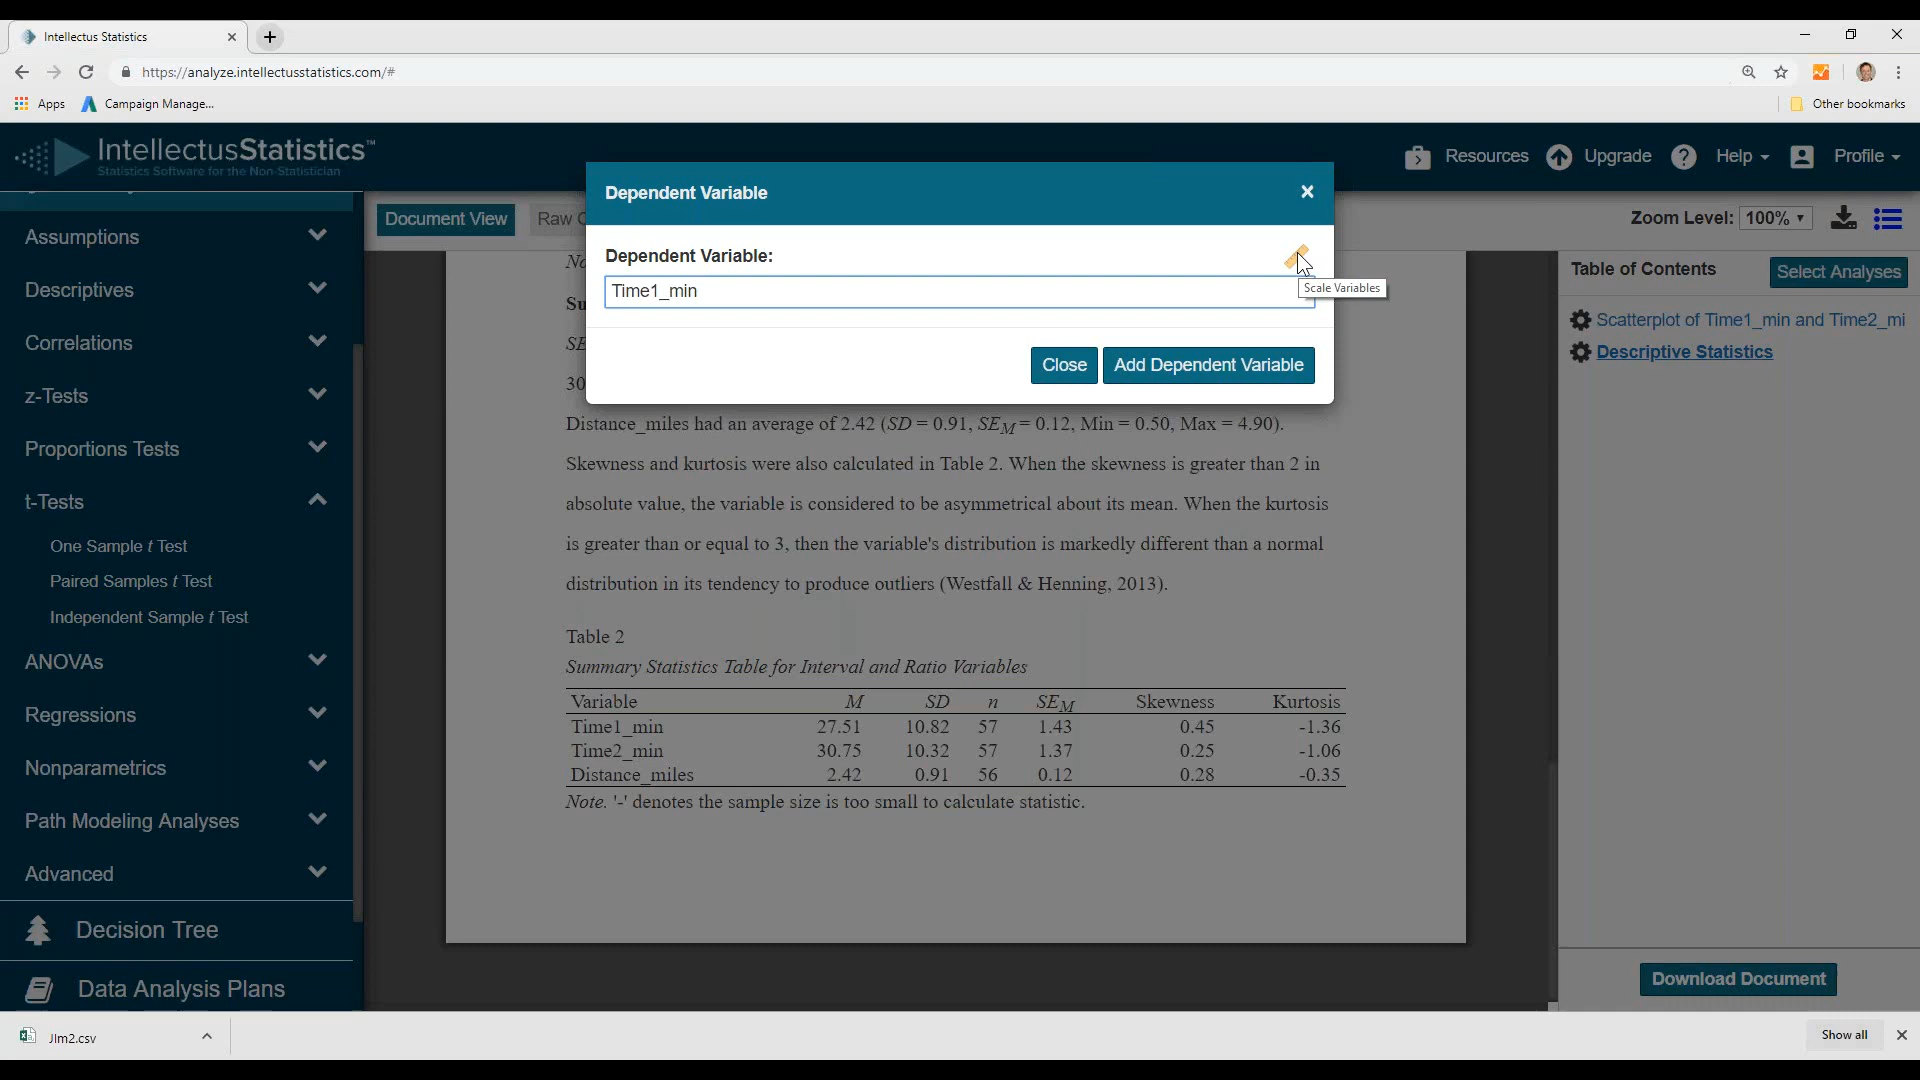 Intellectus Statistics
https://analyze.intellectusstatistics.com/#
Apps
Campaign Manage...
Other bookmarks
IntellectusStatistics™
Statistics Software for the Non-Statistician
Resources
Upgrade
Help
Profile
Assumptions
Descriptives
Correlations
z-Tests
Proportions Tests
t-Tests
One Sample t Test
Paired Samples t Test
Independent Sample t Test
ANOVAs
Regressions
Nonparametrics
Path Modeling Analyses
Advanced
Decision Tree
Data Analysis Plans
Document View
Raw
Zoom Level: 100%
Dependent Variable
Dependent Variable:
Time1_min
Scale Variables
Close
Add Dependent Variable
SE
30
Distance_miles had an average of 2.42 (SD = 0.91, SEM = 0.12, Min = 0.50, Max = 4.90).
Skewness and kurtosis were also calculated in Table 2. When the skewness is greater than 2 in
absolute value, the variable is considered to be asymmetrical about its mean. When the kurtosis
is greater than or equal to 3, then the variable's distribution is markedly different than a normal
distribution in its tendency to produce outliers (Westfall & Henning, 2013).
Table 2
Summary Statistics Table for Interval and Ratio Variables
Variable M SD n SEM Skewness Kurtosis
Time1_min 27.51 10.82 57 1.43 0.45 -1.36
Time2_min 30.75 10.32 57 1.37 0.25 -1.06
Distance_miles 2.42 0.91 56 0.12 0.28 -0.35
Note. '-' denotes the sample size is too small to calculate statistic.
Table of Contents
Select Analyses
Scatterplot of Time1_min and Time2_mi
Descriptive Statistics
Download Document
Jlm2.csv
Show all